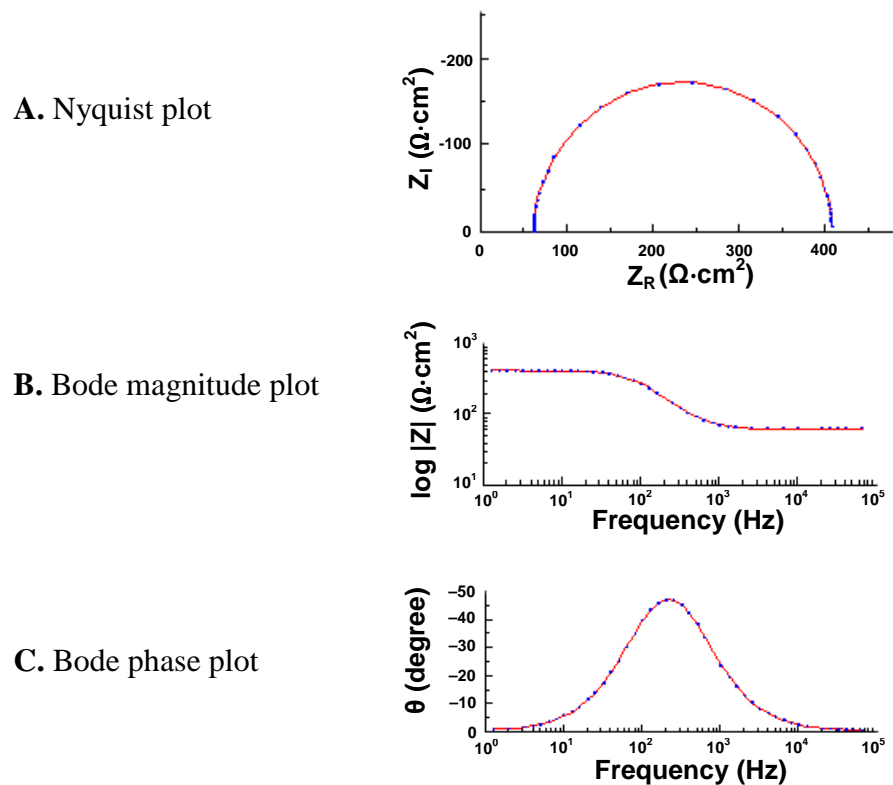 A. Nyquist plot
Z_I (Ω·cm²)
-200
-100
0
0 100 200 300 400
Z_R (Ω·cm²)
B. Bode magnitude plot
log |Z| (Ω·cm²)
10³
10²
10¹
10⁰ 10¹ 10² 10³ 10⁴ 10⁵
Frequency (Hz)
C. Bode phase plot
θ (degree)
–50
–40
–30
–20
–10
0
10⁰ 10¹ 10² 10³ 10⁴ 10⁵
Frequency (Hz)